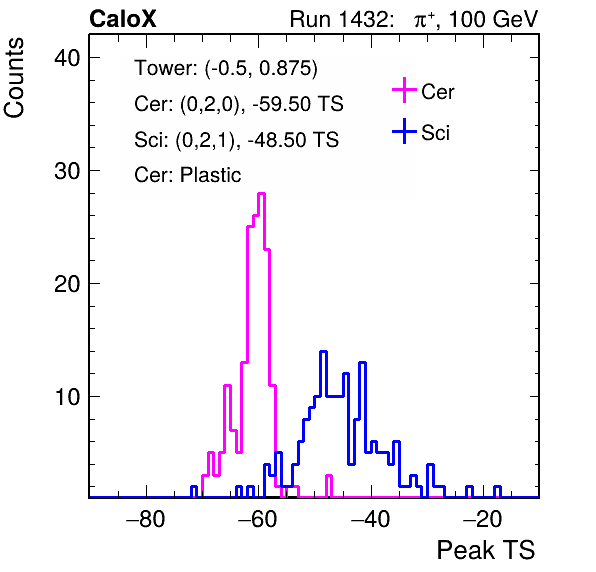 CaloX Run 1432: π⁺, 100 GeV
Counts
Tower: (-0.5, 0.875)
Cer: (0,2,0), -59.50 TS
Sci: (0,2,1), -48.50 TS
Cer: Plastic
Cer
Sci
40
30
20
10
−80 −60 −40 −20
Peak TS